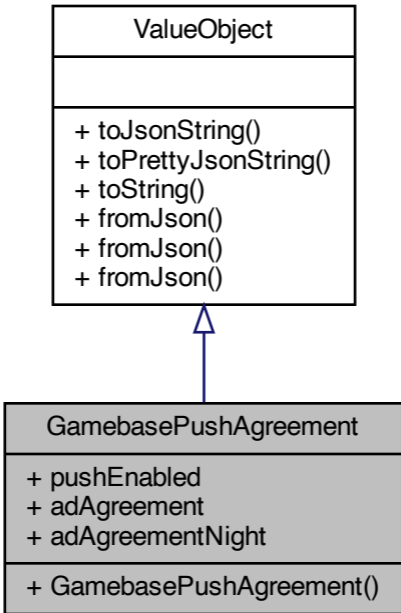 ValueObject
+ toJsonString()
+ toPrettyJsonString()
+ toString()
+ fromJson()
+ fromJson()
+ fromJson()
GamebasePushAgreement
+ pushEnabled
+ adAgreement
+ adAgreementNight
+ GamebasePushAgreement()